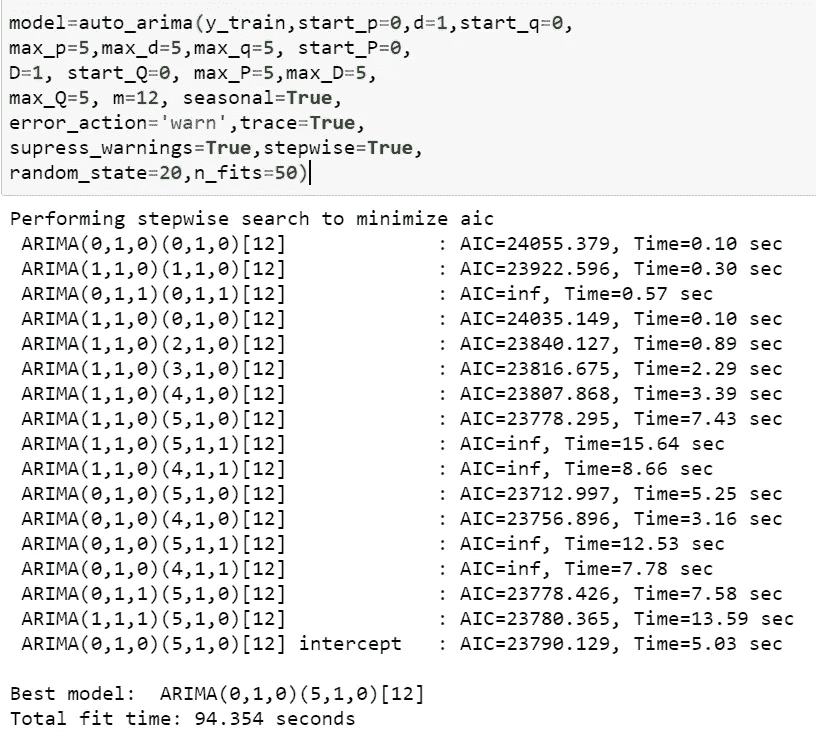 model=auto_arima(y_train,start_p=0,d=1,start_q=0,
max_p=5,max_d=5,max_q=5, start_P=0,
D=1, start_Q=0, max_P=5,max_D=5,
max_Q=5, m=12, seasonal=True,
error_action='warn',trace=True,
supress_warnings=True,stepwise=True,
random_state=20,n_fits=50)
Performing stepwise search to minimize aic
ARIMA(0,1,0)(0,1,0)[12] : AIC=24055.379, Time=0.10 sec
ARIMA(1,1,0)(1,1,0)[12] : AIC=23922.596, Time=0.30 sec
ARIMA(0,1,1)(0,1,1)[12] : AIC=inf, Time=0.57 sec
ARIMA(1,1,0)(0,1,0)[12] : AIC=24035.149, Time=0.10 sec
ARIMA(1,1,0)(2,1,0)[12] : AIC=23840.127, Time=0.89 sec
ARIMA(1,1,0)(3,1,0)[12] : AIC=23816.675, Time=2.29 sec
ARIMA(1,1,0)(4,1,0)[12] : AIC=23807.868, Time=3.39 sec
ARIMA(1,1,0)(5,1,0)[12] : AIC=23778.295, Time=7.43 sec
ARIMA(1,1,0)(5,1,1)[12] : AIC=inf, Time=15.64 sec
ARIMA(1,1,0)(4,1,1)[12] : AIC=inf, Time=8.66 sec
ARIMA(0,1,0)(5,1,0)[12] : AIC=23712.997, Time=5.25 sec
ARIMA(0,1,0)(4,1,0)[12] : AIC=23756.896, Time=3.16 sec
ARIMA(0,1,0)(5,1,1)[12] : AIC=inf, Time=12.53 sec
ARIMA(0,1,0)(4,1,1)[12] : AIC=inf, Time=7.78 sec
ARIMA(0,1,1)(5,1,0)[12] : AIC=23778.426, Time=7.58 sec
ARIMA(1,1,1)(5,1,0)[12] : AIC=23780.365, Time=13.59 sec
ARIMA(0,1,0)(5,1,0)[12] intercept : AIC=23790.129, Time=5.03 sec
Best model: ARIMA(0,1,0)(5,1,0)[12]
Total fit time: 94.354 seconds